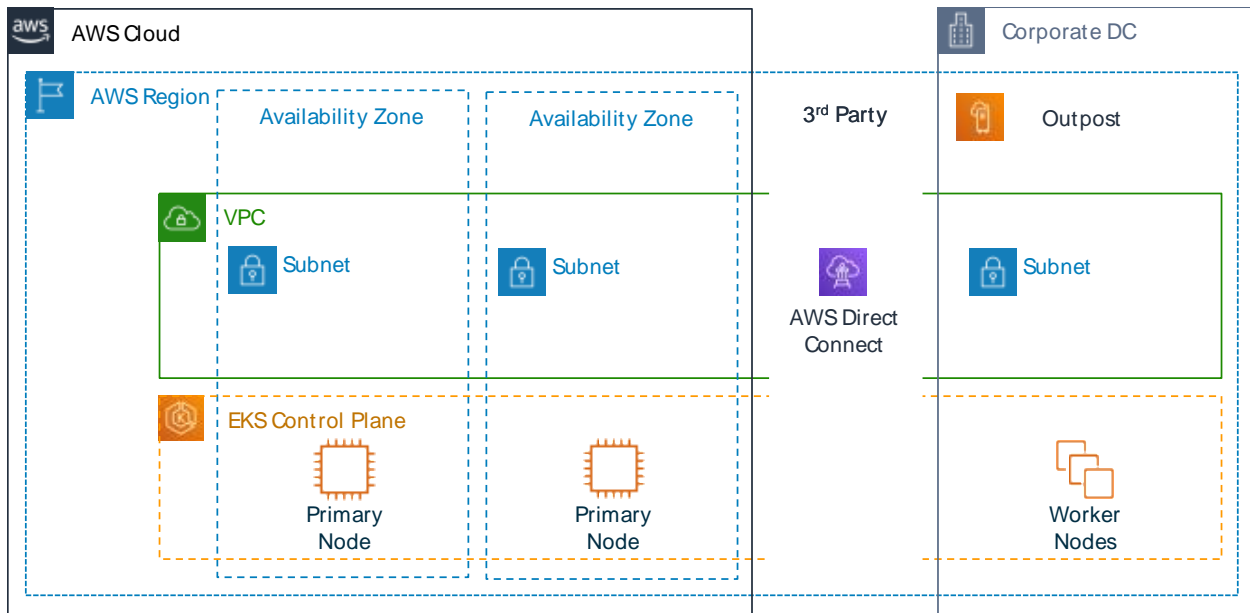 aws
AWS Cloud
Corporate DC
AWS Region
Availability Zone
Availability Zone
3rd Party
Outpost
VPC
Subnet
Subnet
Subnet
AWS Direct
Connect
EKS Control Plane
Primary
Node
Primary
Node
Worker
Nodes